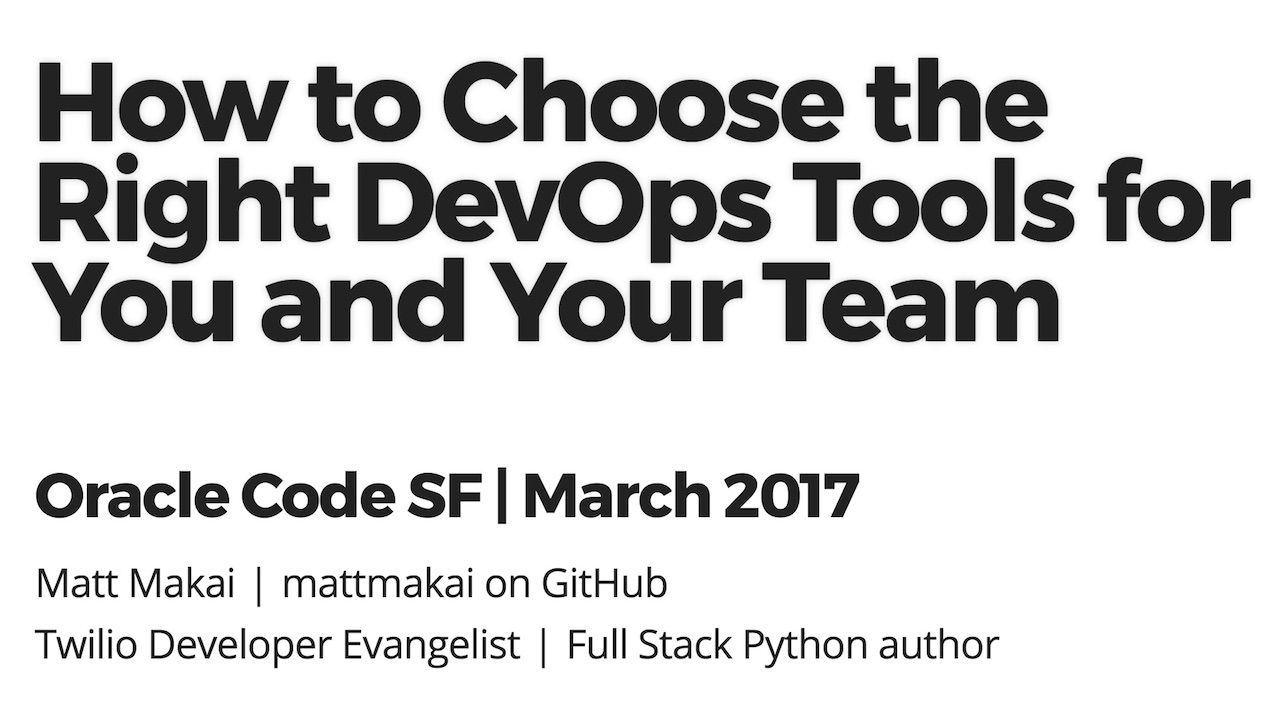 How to Choose the
Right DevOps Tools for
You and Your Team
Oracle Code SF | March 2017
Matt Makai | mattmakai on GitHub
Twilio Developer Evangelist | Full Stack Python author